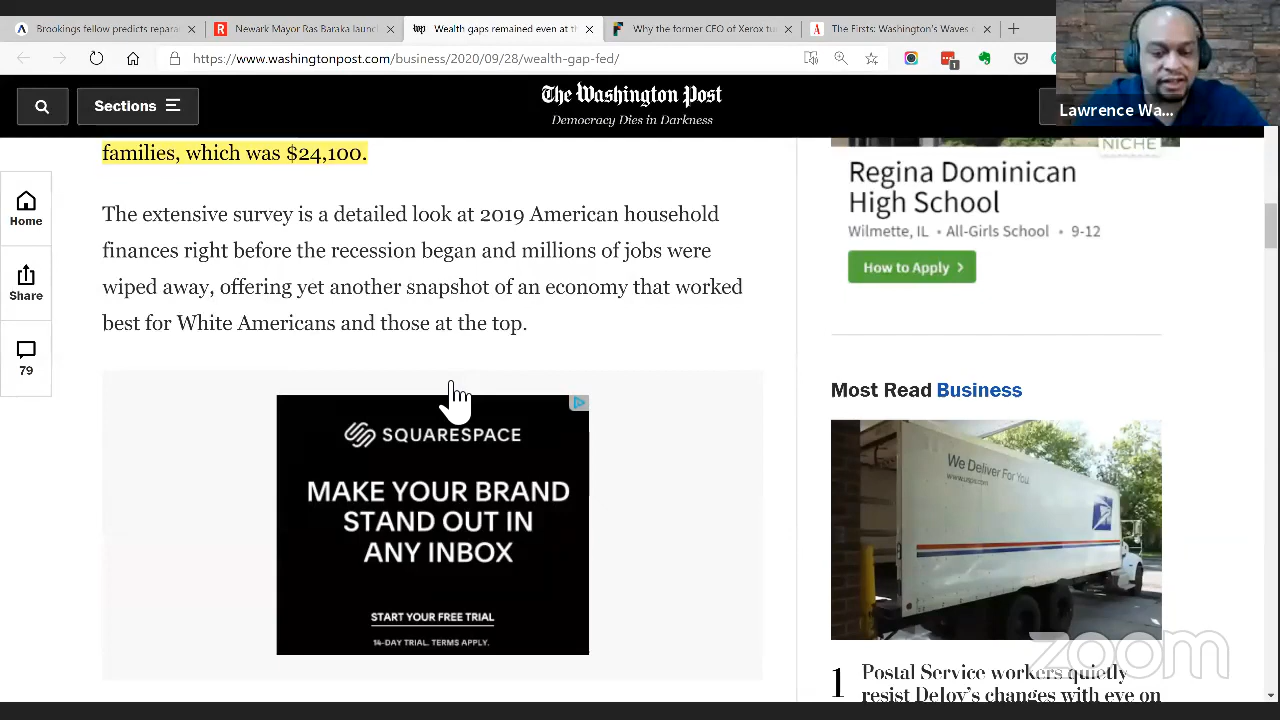 Brookings fellow predicts repara
Newark Mayor Ras Baraka launch
Wealth gaps remained even at th
Why the former CEO of Xerox tu
The Firsts: Washington's Waves o
https://www.washingtonpost.com/business/2020/09/28/wealth-gap-fed/
1
Sections
The Washington Post
Democracy Dies in Darkness
Lawrence Wa...
families, which was $24,100.
Home
Share
79
The extensive survey is a detailed look at 2019 American household
finances right before the recession began and millions of jobs were
wiped away, offering yet another snapshot of an economy that worked
best for White Americans and those at the top.
SQUARESPACE
MAKE YOUR BRAND
STAND OUT IN
ANY INBOX
START YOUR FREE TRIAL
14-DAY TRIAL. TERMS APPLY.
NICHE
Regina Dominican
High School
Wilmette, IL • All-Girls School • 9-12
How to Apply >
Most Read Business
We Deliver For You
www.usps.com
zoom
1 Postal Service workers quietly
resist DeJoy's changes with eye on